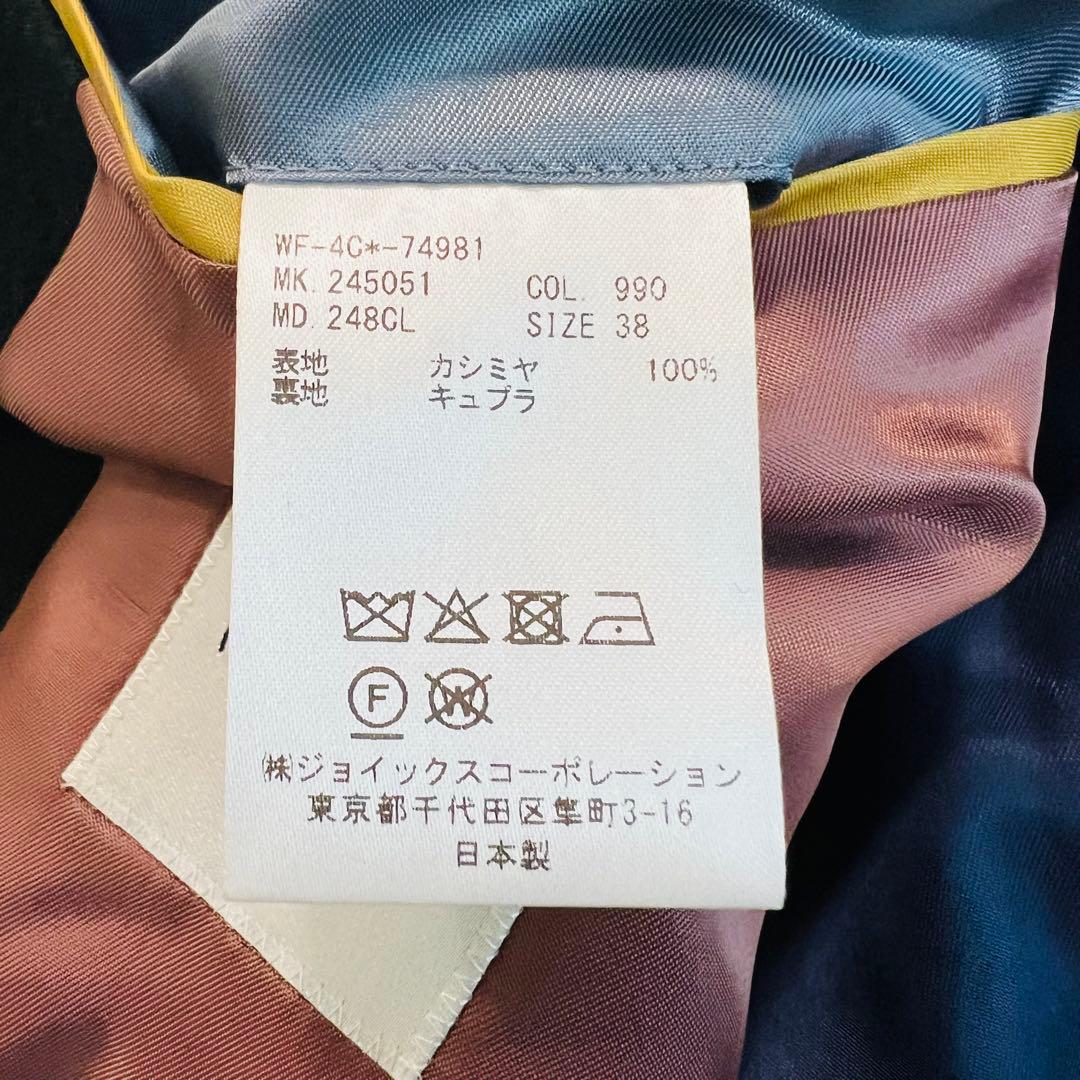 WF-4C*-74981
MK. 245051 COL. 990
MD. 248CL SIZE 38
表地 カシミヤ 100%
裏地 キュプラ
F
W
㈱ジョイックスコーポレーション
東京都千代田区隼町3-16
日本製